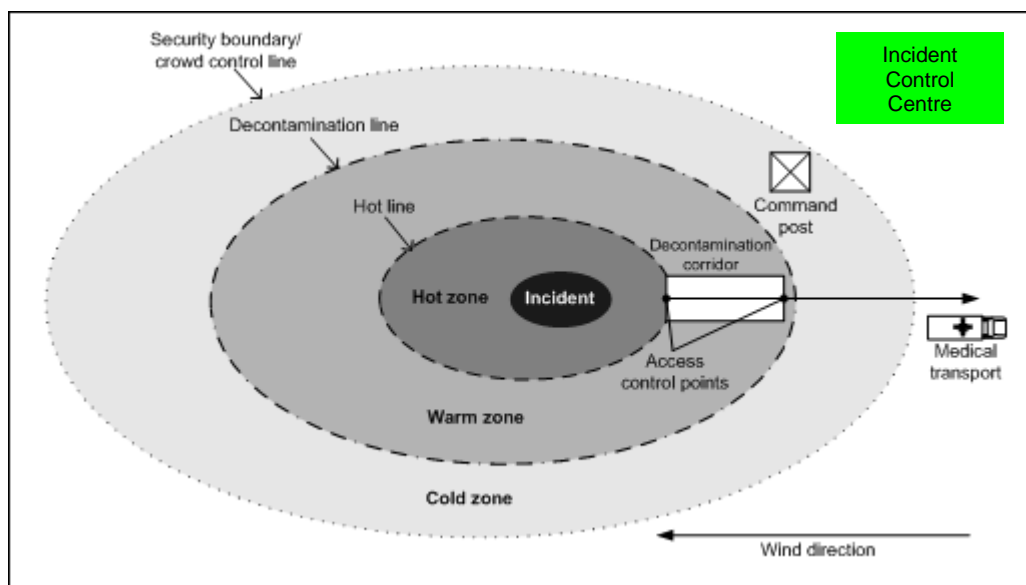 Security boundary/
crowd control line
Incident
Control
Centre
Decontamination line
Command
post
Hot line
Decontamination
corridor
Hot zone
Incident
Access
control points
Medical
transport
Warm zone
Cold zone
Wind direction